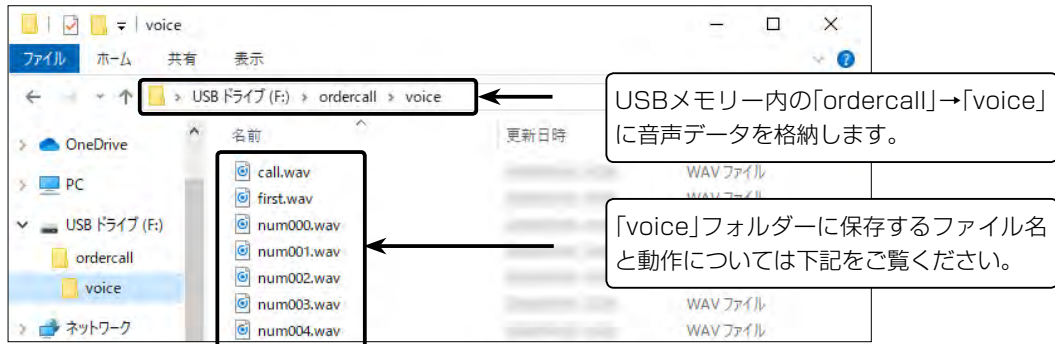 voice
ファイル ホーム 共有 表示
USB ドライブ (F:) › ordercall › voice
USBメモリー内の「ordercall」→「voice」
に音声データを格納します。
名前 更新日時
OneDrive
PC
USB ドライブ (F:)
ordercall
voice
ネットワーク
call.wav WAV ファイル
first.wav WAV ファイル
num000.wav
num001.wav
num002.wav
num003.wav WAV ファイル
num004.wav WAV ファイル
「voice」フォルダーに保存するファイル名
と動作については下記をご覧ください。